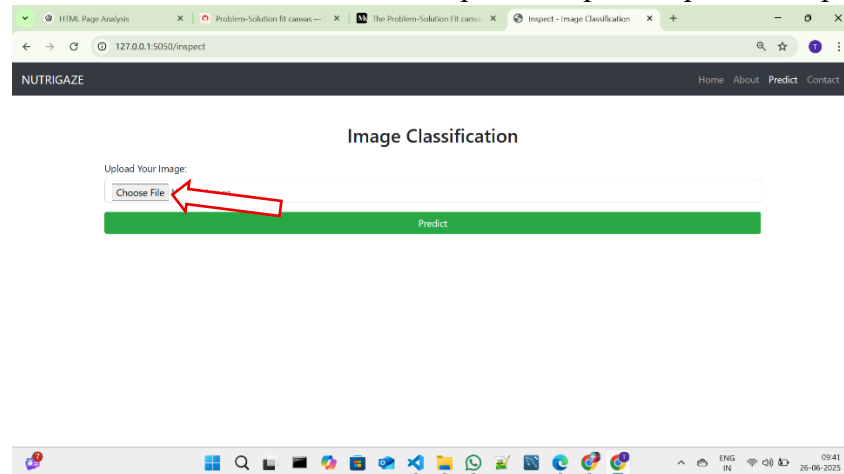 HTML Page Analysis
Problem-Solution fit canvas —
The Problem-Solution Fit canva
Inspect - Image Classification
127.0.0.1:5050/inspect
NUTRIGAZE
Home About Predict Contact
Image Classification
Upload Your Image:
Choose File
Predict
ENG
IN
09:41
26-06-2025